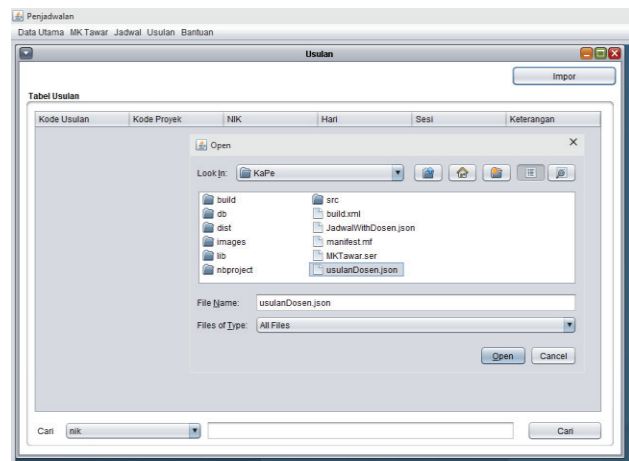 Penjadwalan
Data Utama MK Tawar Jadwal Usulan Bantuan
Usulan
Impor
Tabel Usulan
Kode Usulan Kode Proyek NIK Hari Sesi Keterangan
Open
Look In: KaPe
build src
db build.xml
dist JadwalWithDosen.json
images manifest.mf
lib MKTawar.ser
nbproject usulanDosen.json
File Name: usulanDosen.json
Files of Type: All Files
Open Cancel
Cari nik Cari